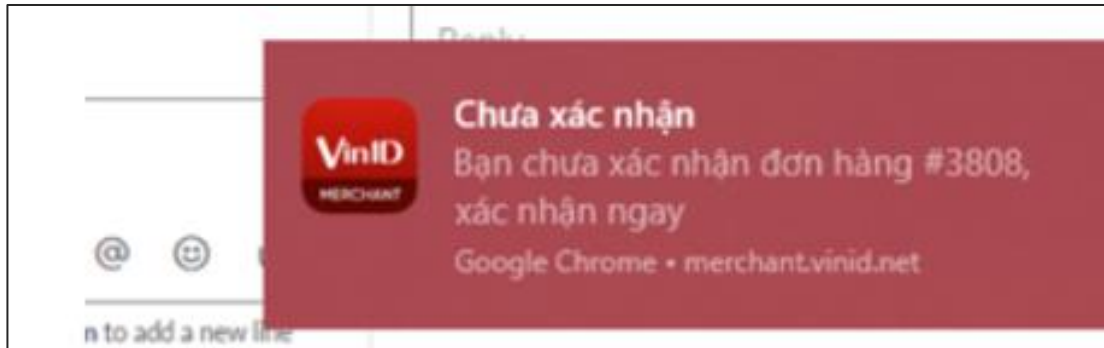 Reply
Chưa xác nhận
VinID
MERCHANT
Bạn chưa xác nhận đơn hàng #3808,
xác nhận ngay
@
Google Chrome • merchant.vinid.net
n to add a new line